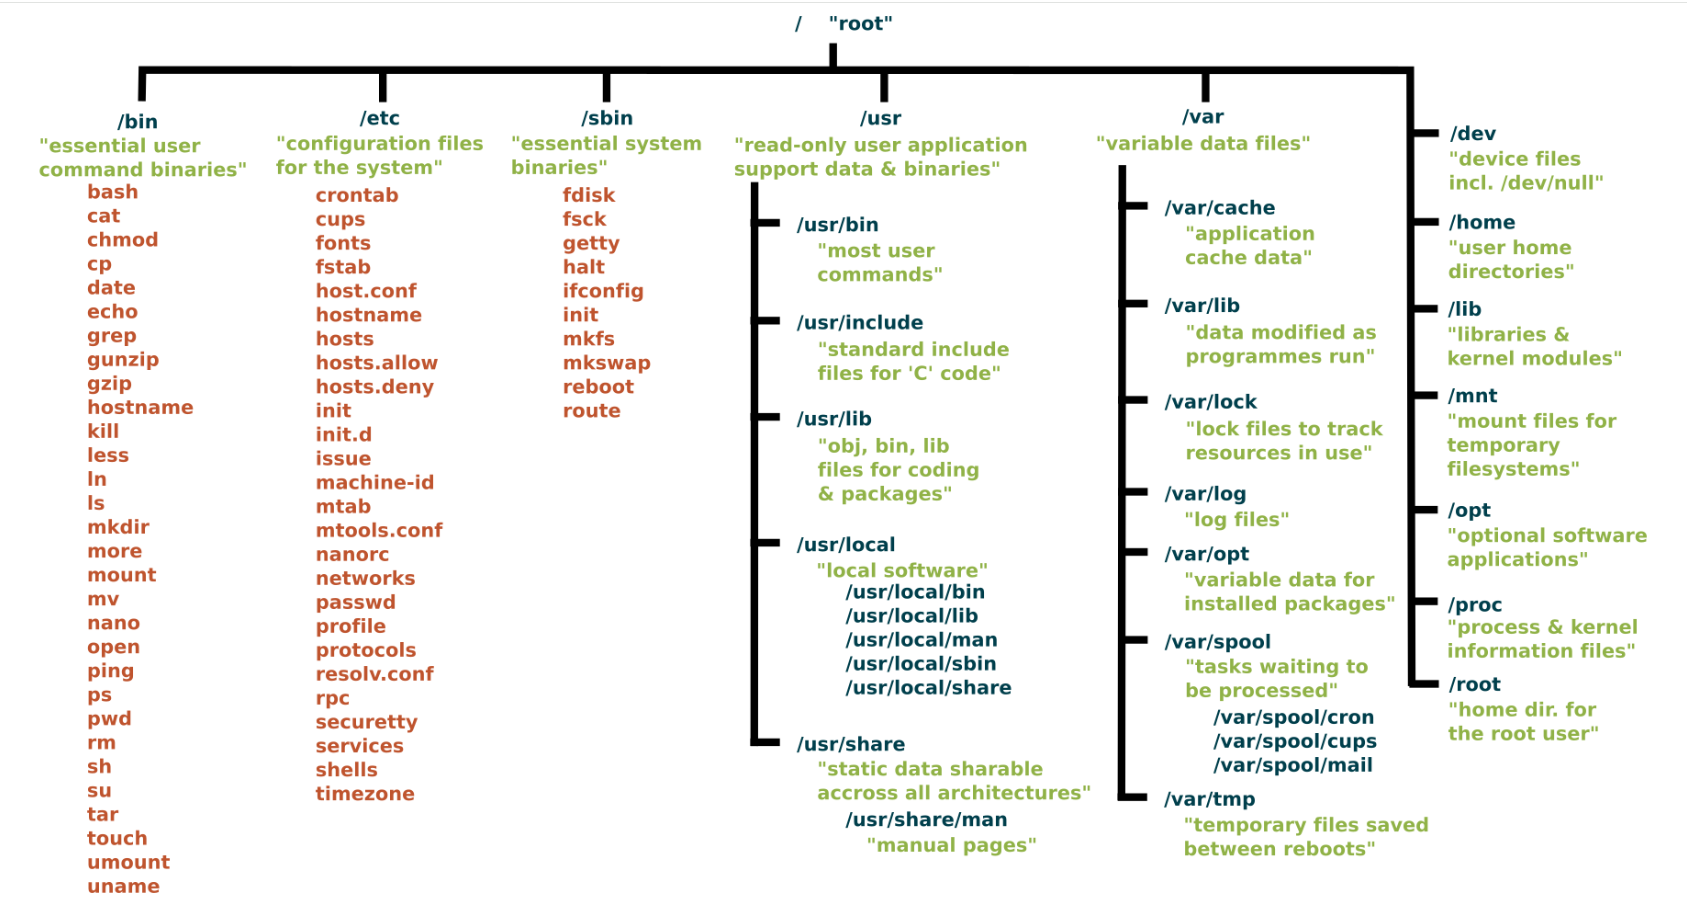 / "root"
/bin
"essential user
command binaries"
bash
cat
chmod
cp
date
echo
grep
gunzip
gzip
hostname
kill
less
ln
ls
mkdir
more
mount
mv
nano
open
ping
ps
pwd
rm
sh
su
tar
touch
umount
uname
/etc
"configuration files
for the system"
crontab
cups
fonts
fstab
host.conf
hostname
hosts
hosts.allow
hosts.deny
init
init.d
issue
machine-id
mtab
mtools.conf
nanorc
networks
passwd
profile
protocols
resolv.conf
rpc
securetty
services
shells
timezone
/sbin
"essential system
binaries"
fdisk
fsck
getty
halt
ifconfig
init
mkfs
mkswap
reboot
route
/usr
"read-only user application
support data & binaries"
/usr/bin
"most user
commands"
/usr/include
"standard include
files for 'C' code"
/usr/lib
"obj, bin, lib
files for coding
& packages"
/usr/local
"local software"
/usr/local/bin
/usr/local/lib
/usr/local/man
/usr/local/sbin
/usr/local/share
/usr/share
"static data sharable
accross all architectures"
/usr/share/man
"manual pages"
/var
"variable data files"
/var/cache
"application
cache data"
/var/lib
"data modified as
programmes run"
/var/lock
"lock files to track
resources in use"
/var/log
"log files"
/var/opt
"variable data for
installed packages"
/var/spool
"tasks waiting to
be processed"
/var/spool/cron
/var/spool/cups
/var/spool/mail
/var/tmp
"temporary files saved
between reboots"
/dev
"device files
incl. /dev/null"
/home
"user home
directories"
/lib
"libraries &
kernel modules"
/mnt
"mount files for
temporary
filesystems"
/opt
"optional software
applications"
/proc
"process & kernel
information files"
/root
"home dir. for
the root user"